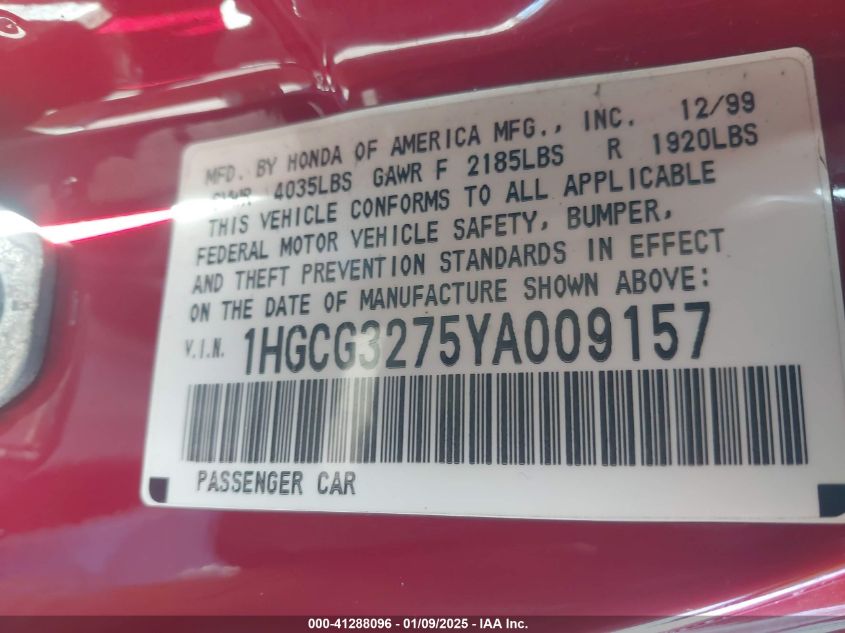 MFD. BY HONDA OF AMERICA MFG., INC. 12/99
GVWR 4035LBS GAWR F 2185LBS R 1920LBS
THIS VEHICLE CONFORMS TO ALL APPLICABLE
FEDERAL MOTOR VEHICLE SAFETY, BUMPER,
AND THEFT PREVENTION STANDARDS IN EFFECT
ON THE DATE OF MANUFACTURE SHOWN ABOVE:
V.I.N. 1HGCG3275YA009157
PASSENGER CAR
000-41288096 - 01/09/2025 - IAA Inc.